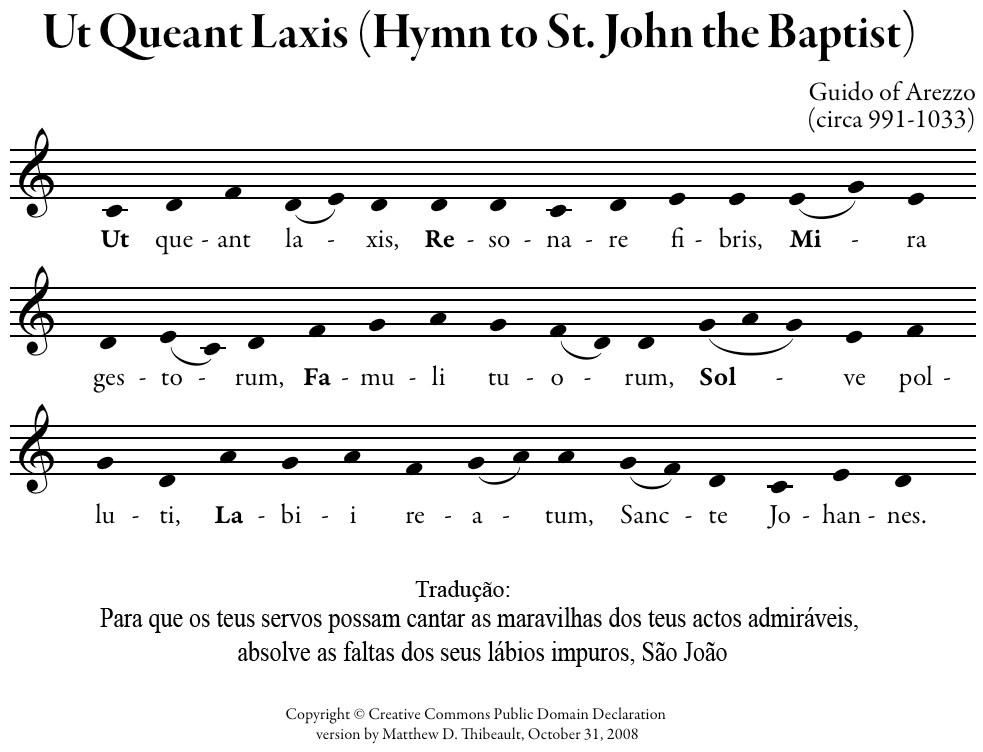 Ut Queant Laxis (Hymn to St. John the Baptist)
Guido of Arezzo
(circa 991-1033)
Ut que - ant la - xis, Re - so - na - re fi - bris, Mi - ra
ges - to - rum, Fa - mu - li tu - o - rum, Sol - ve pol -
lu - ti, La - bi - i re - a - tum, Sanc - te Jo - han - nes.
Tradução:
Para que os teus servos possam cantar as maravilhas dos teus actos admiráveis,
absolve as faltas dos seus lábios impuros, São João
Copyright © Creative Commons Public Domain Declaration
version by Matthew D. Thibeault, October 31, 2008